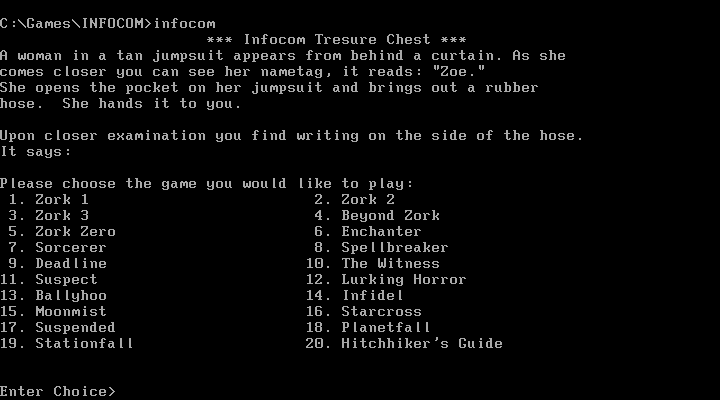 C:\Games\INFOCOM>infocom
*** Infocom Tresure Chest ***
A woman in a tan jumpsuit appears from behind a curtain. As she
comes closer you can see her nametag, it reads: "Zoe."
She opens the pocket on her jumpsuit and brings out a rubber
hose.  She hands it to you.
Upon closer examination you find writing on the side of the hose.
It says:
Please choose the game you would like to play:
1. Zork 1 2. Zork 2
3. Zork 3 4. Beyond Zork
5. Zork Zero 6. Enchanter
7. Sorcerer 8. Spellbreaker
9. Deadline 10. The Witness
11. Suspect 12. Lurking Horror
13. Ballyhoo 14. Infidel
15. Moonmist 16. Starcross
17. Suspended 18. Planetfall
19. Stationfall 20. Hitchhiker's Guide
Enter Choice>